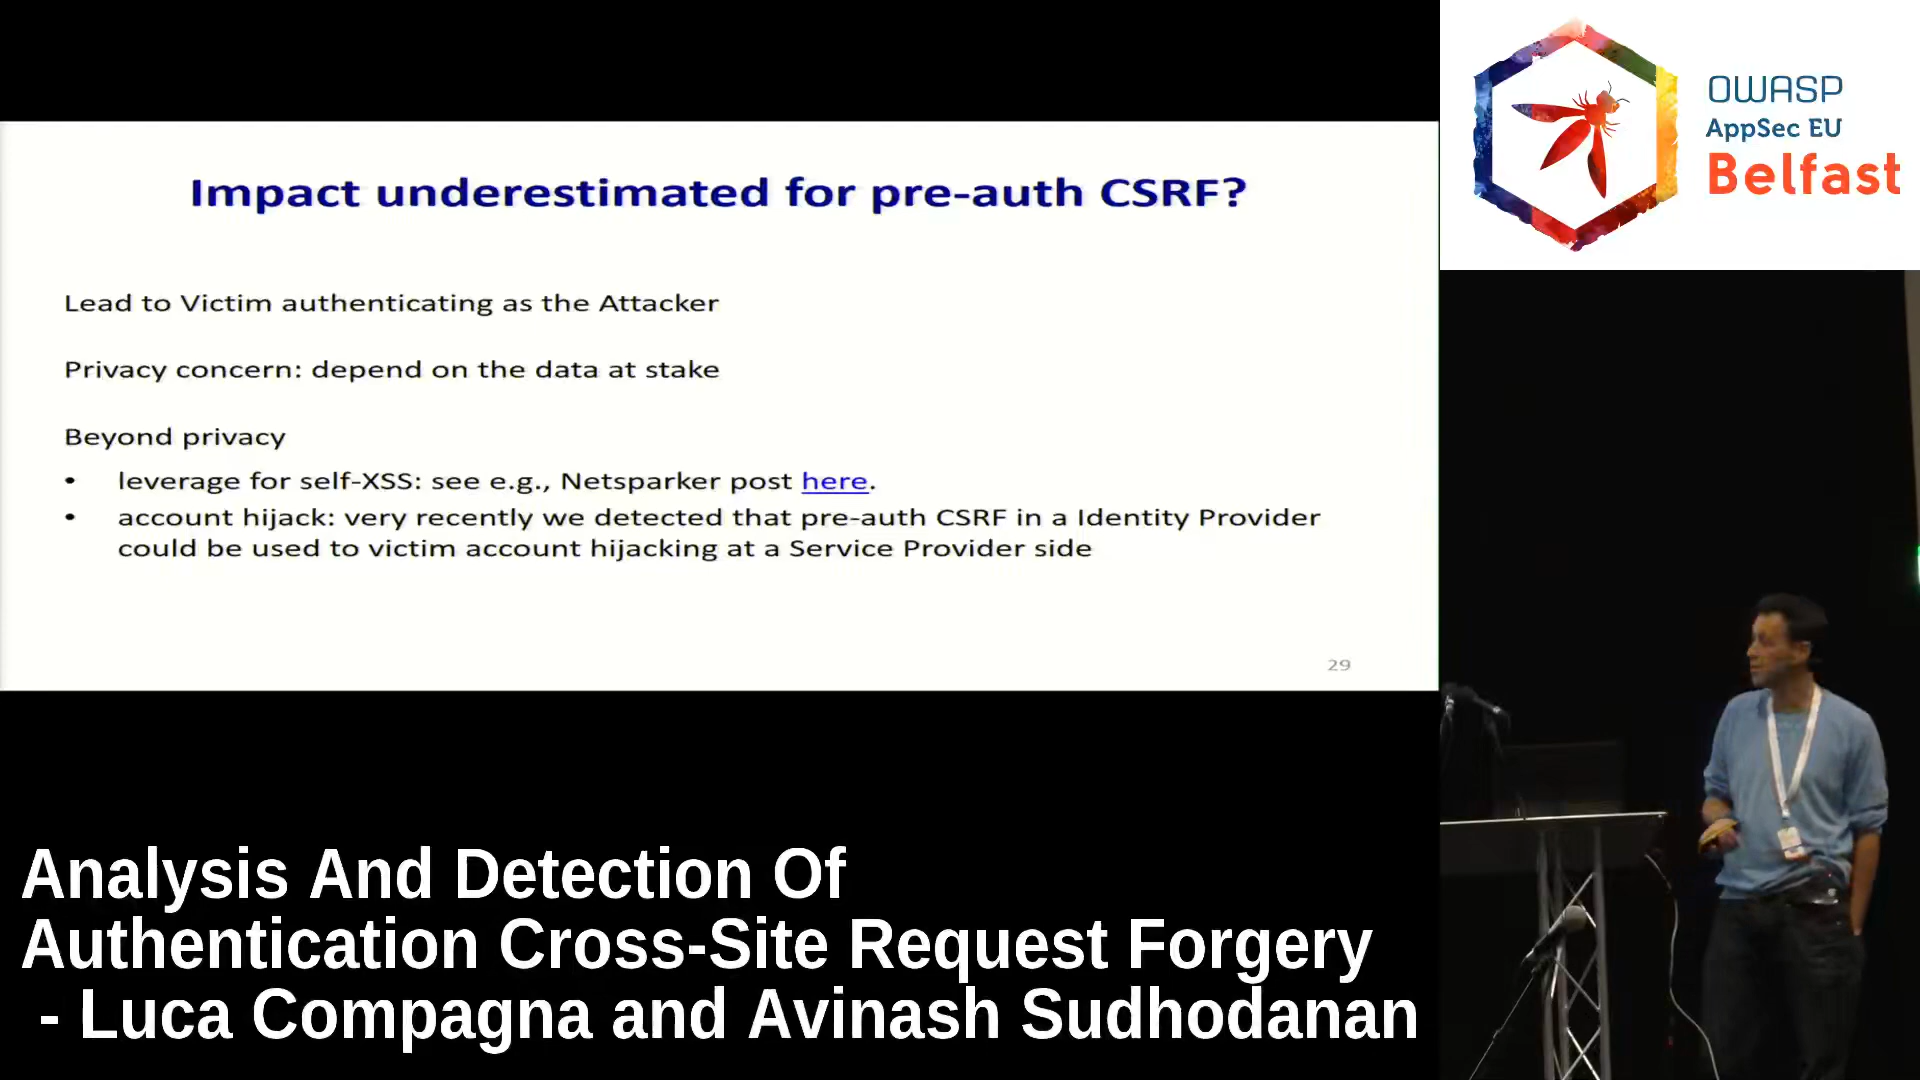 Impact underestimated for pre-auth CSRF?
Lead to Victim authenticating as the Attacker
Privacy concern: depend on the data at stake
Beyond privacy
• leverage for self-XSS: see e.g., Netsparker post here.
• account hijack: very recently we detected that pre-auth CSRF in a Identity Provider
could be used to victim account hijacking at a Service Provider side
29
OWASP
AppSec EU
Belfast
Analysis And Detection Of
Authentication Cross-Site Request Forgery
- Luca Compagna and Avinash Sudhodanan